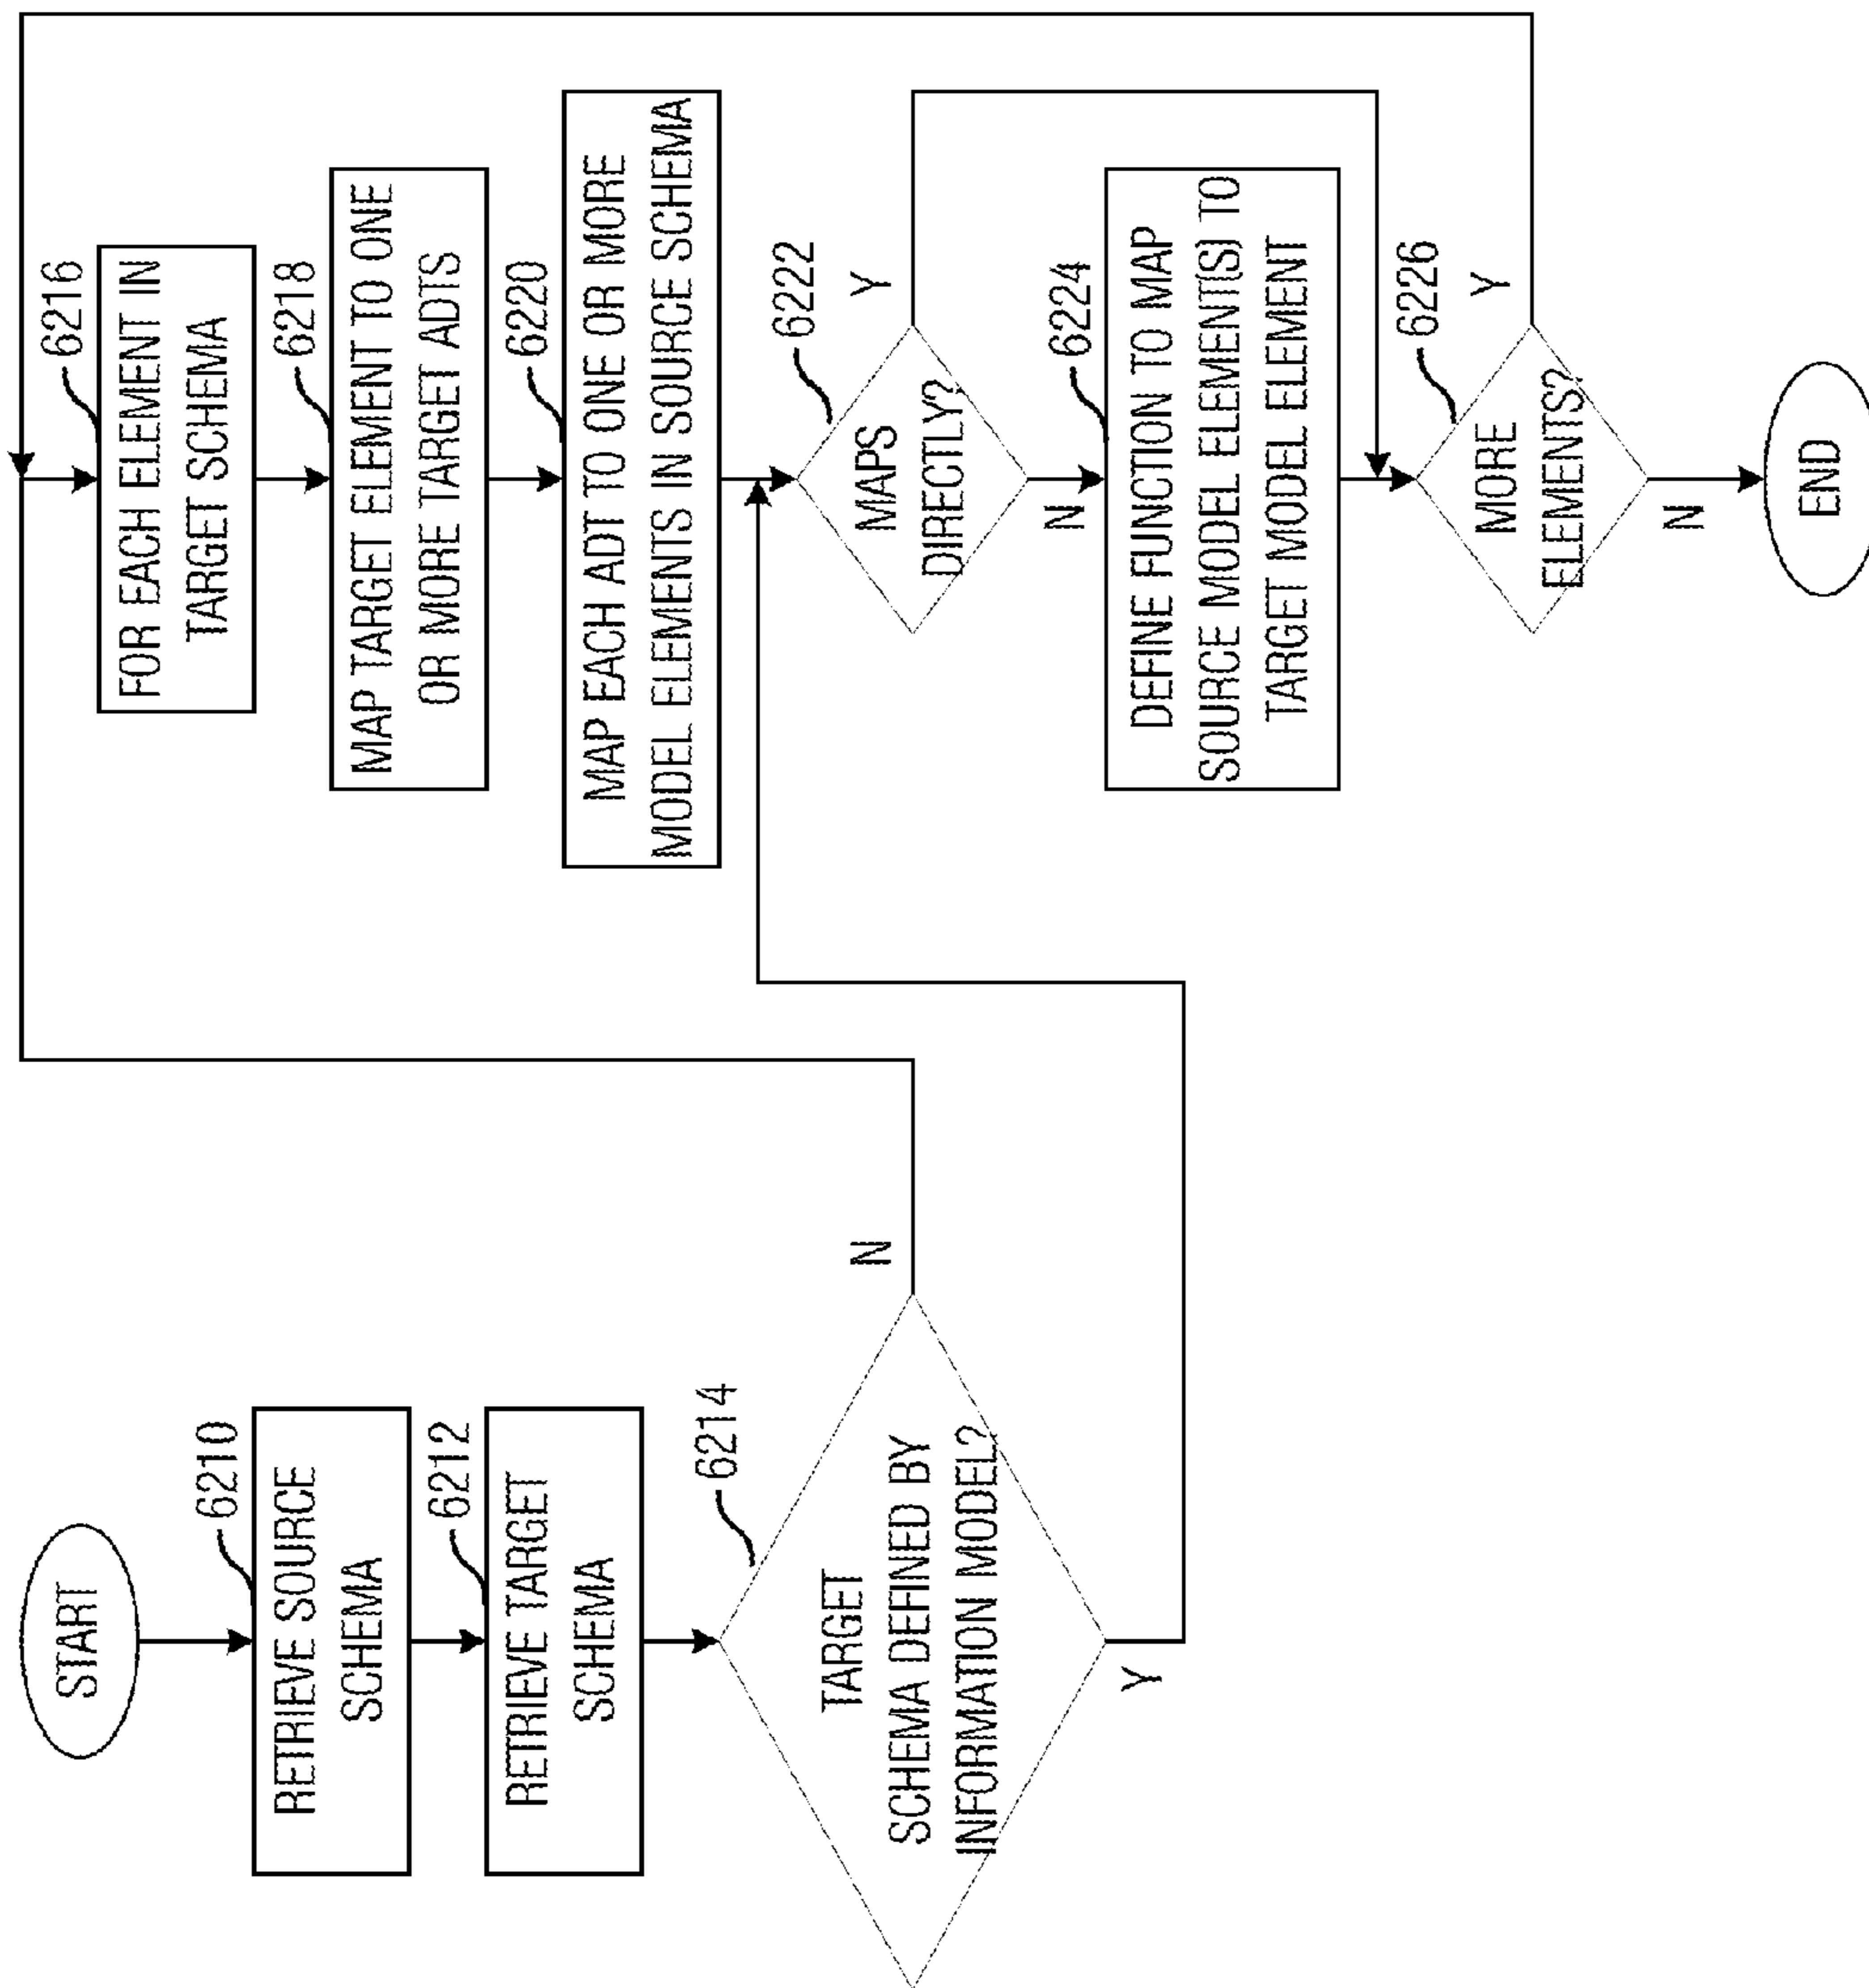 START
6210
RETRIEVE SOURCE
SCHEMA
6212
RETRIEVE TARGET
SCHEMA
6214
TARGET
SCHEMA DEFINED BY
INFORMATION MODEL?
N
Y
6216
FOR EACH ELEMENT IN
TARGET SCHEMA
6218
MAP TARGET ELEMENT TO ONE
OR MORE TARGET ADTS
6220
MAP EACH ADT TO ONE OR MORE
MODEL ELEMENTS IN SOURCE SCHEMA
6222
MAPS
DIRECTLY?
Y
N
6224
DEFINE FUNCTION TO MAP
SOURCE MODEL ELEMENT(S) TO
TARGET MODEL ELEMENT
6226
MORE
ELEMENTS?
Y
N
END